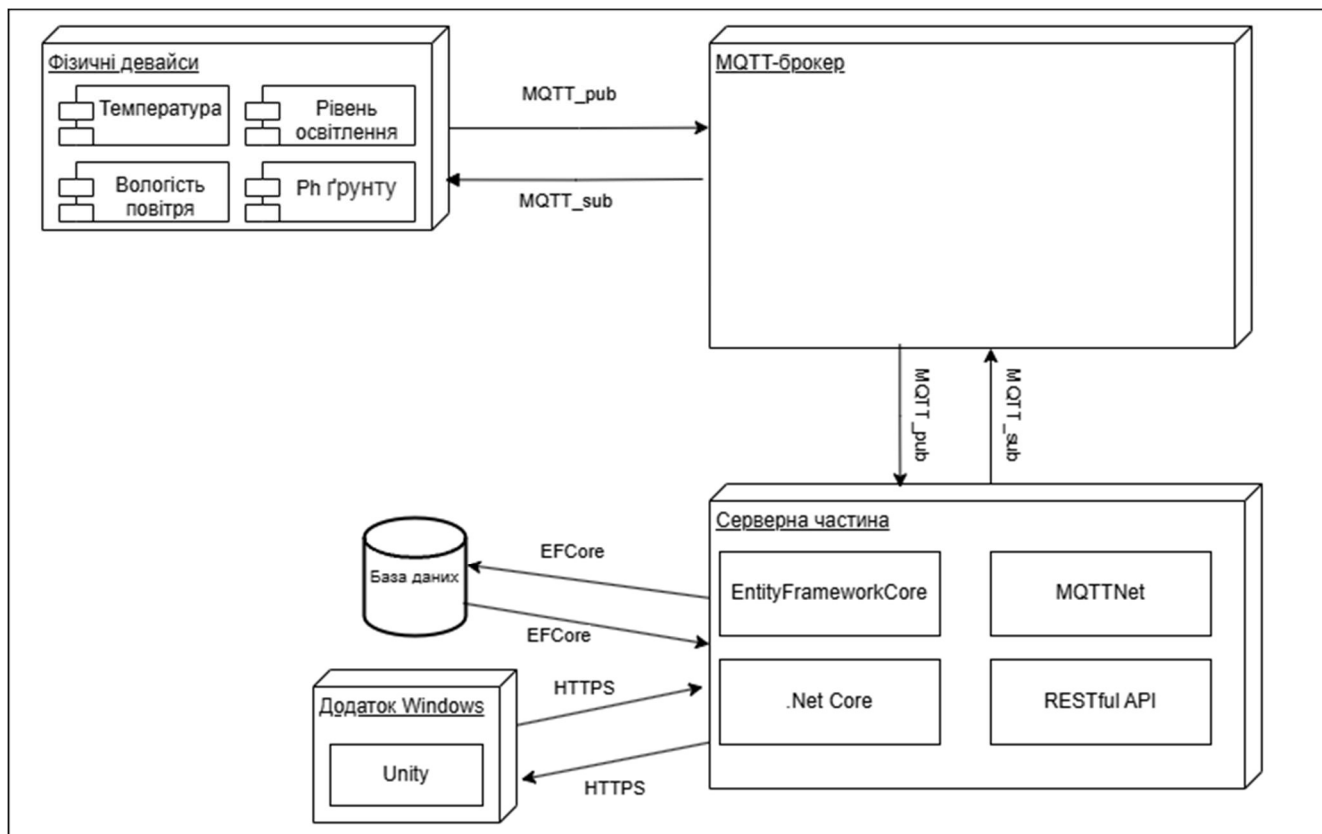 Фізичні девайси
Температура
Рівень
освітлення
Вологість
повітря
Ph ґрунту
MQTT_pub
MQTT_sub
MQTT-брокер
MQTT_pub
MQTT_sub
Серверна частина
EntityFrameworkCore
MQTTNet
.Net Core
RESTful API
EFCore
База даних
EFCore
HTTPS
Додаток Windows
Unity
HTTPS